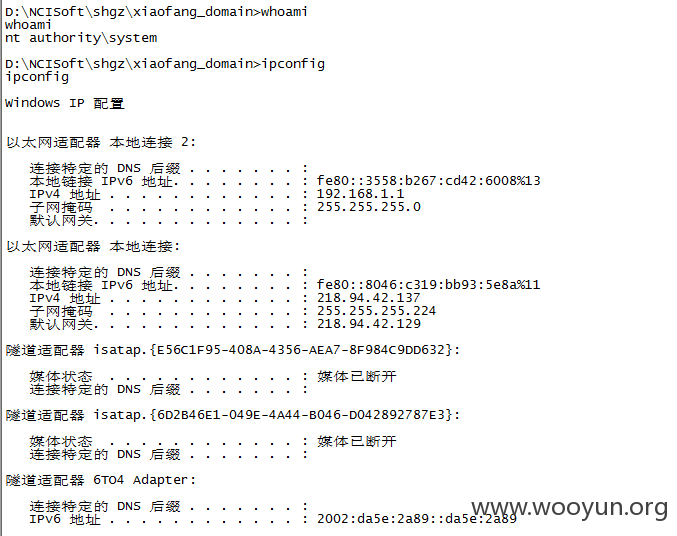 D:\NCISoft\shgz\xiaofang_domain>whoami
whoami
nt authority\system
D:\NCISoft\shgz\xiaofang_domain>ipconfig
ipconfig
Windows IP 配置
以太网适配器 本地连接 2:
连接特定的 DNS 后缀 . . . . . . . :
本地链接 IPv6 地址. . . . . . . . : fe80::3558:b267:cd42:6008%13
IPv4 地址 . . . . . . . . . . . . : 192.168.1.1
子网掩码 . . . . . . . . . . . . : 255.255.255.0
默认网关. . . . . . . . . . . . . :
以太网适配器 本地连接:
连接特定的 DNS 后缀 . . . . . . . :
本地链接 IPv6 地址. . . . . . . . : fe80::8046:c319:bb93:5e8a%11
IPv4 地址 . . . . . . . . . . . . : 218.94.42.137
子网掩码 . . . . . . . . . . . . : 255.255.255.224
默认网关. . . . . . . . . . . . . : 218.94.42.129
隧道适配器 isatap.{E56C1F95-408A-4356-AEA7-8F984C9DD632}:
媒体状态 . . . . . . . . . . . . : 媒体已断开
连接特定的 DNS 后缀 . . . . . . . :
隧道适配器 isatap.{6D2B46E1-049E-4A44-B046-D042892787E3}:
媒体状态 . . . . . . . . . . . . : 媒体已断开
连接特定的 DNS 后缀 . . . . . . . :
隧道适配器 6TO4 Adapter:
连接特定的 DNS 后缀 . . . . . . . :
IPv6 地址 . . . . . . . . . . . . : 2002:da5e:2a89::da5e:2a89
www.wooyun.org